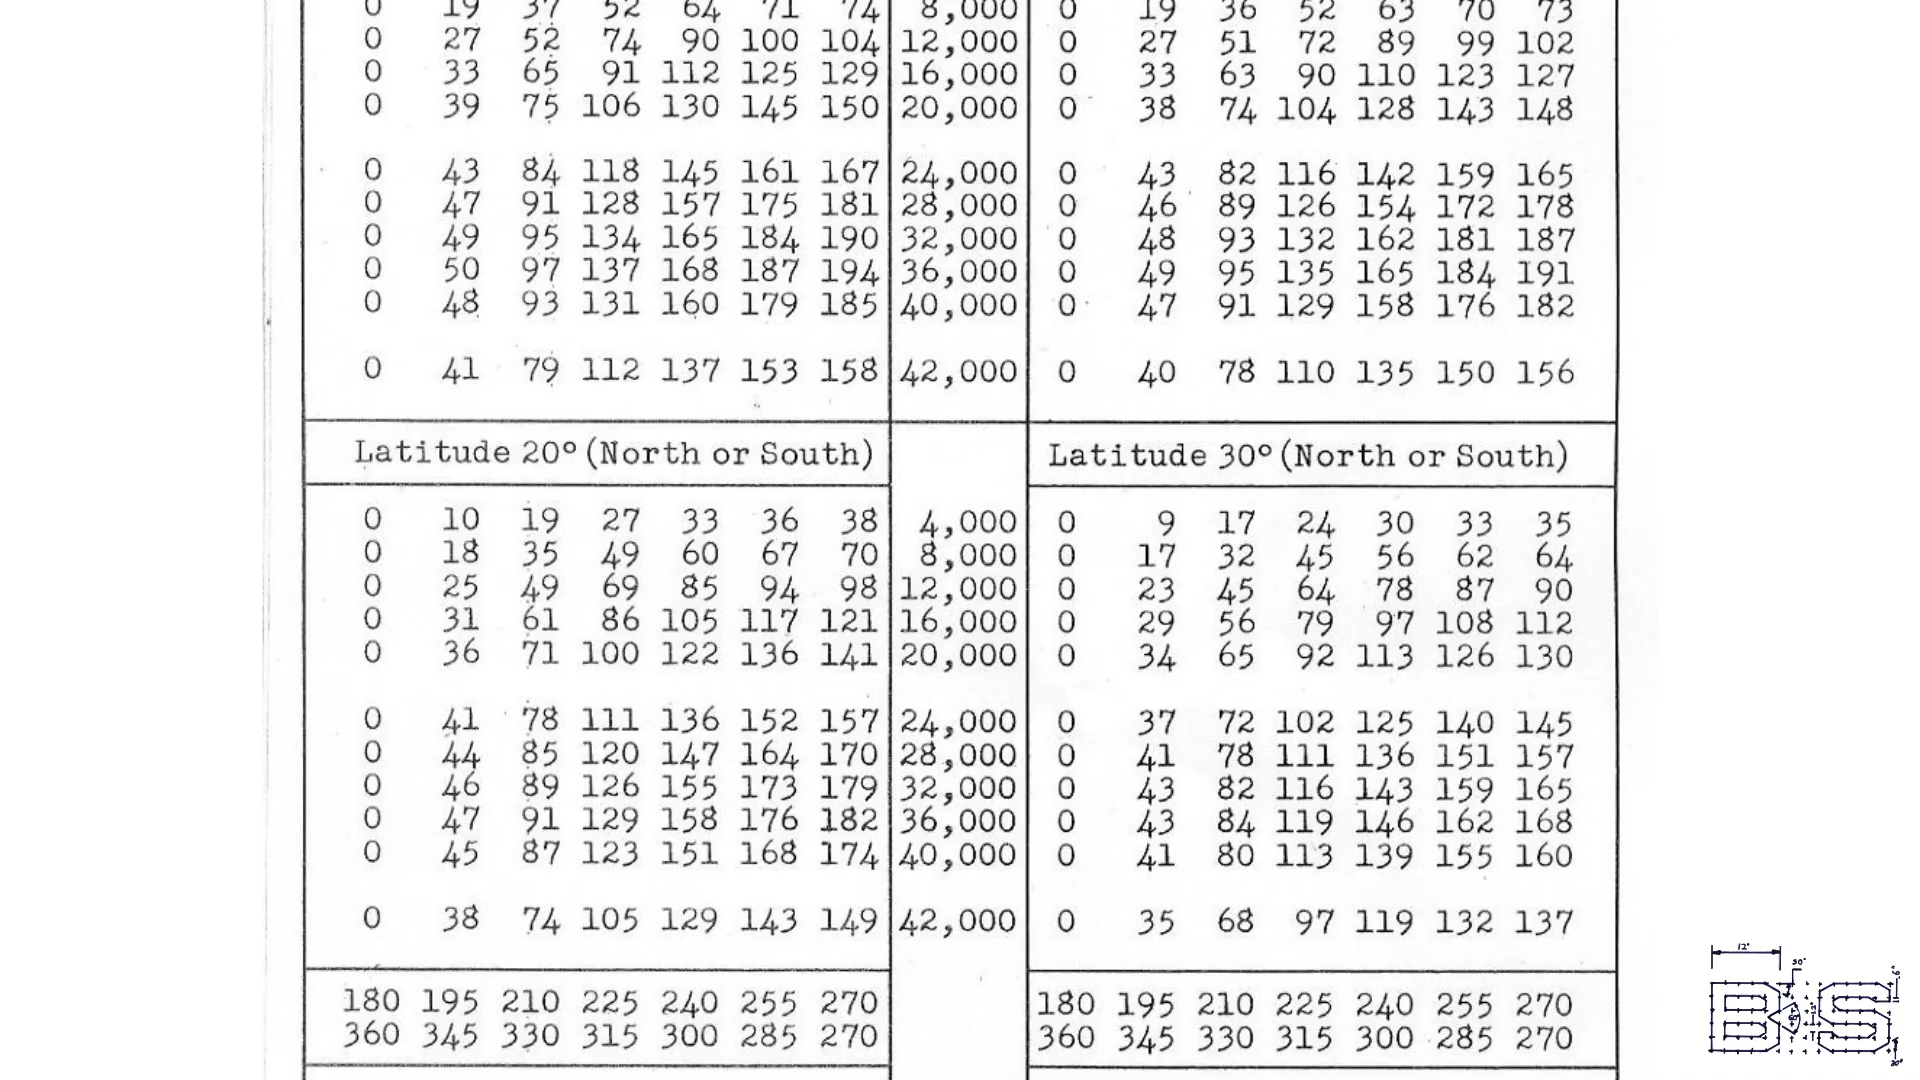 0 19 37 52 64 71 74 8,000 0 19 36 52 63 70 73
0 27 52 74 90 100 104 12,000 0 27 51 72 89 99 102
0 33 65 91 112 125 129 16,000 0 33 63 90 110 123 127
0 39 75 106 130 145 150 20,000 0 38 74 104 128 143 148
0 43 84 118 145 161 167 24,000 0 43 82 116 142 159 165
0 47 91 128 157 175 181 28,000 0 46 89 126 154 172 178
0 49 95 134 165 184 190 32,000 0 48 93 132 162 181 187
0 50 97 137 168 187 194 36,000 0 49 95 135 165 184 191
0 48 93 131 160 179 185 40,000 0 47 91 129 158 176 182
0 41 79 112 137 153 158 42,000 0 40 78 110 135 150 156
Latitude 20° (North or South) Latitude 30° (North or South)
0 10 19 27 33 36 38 4,000 0 9 17 24 30 33 35
0 18 35 49 60 67 70 8,000 0 17 32 45 56 62 64
0 25 49 69 85 94 98 12,000 0 23 45 64 78 87 90
0 31 61 86 105 117 121 16,000 0 29 56 79 97 108 112
0 36 71 100 122 136 141 20,000 0 34 65 92 113 126 130
0 41 78 111 136 152 157 24,000 0 37 72 102 125 140 145
0 44 85 120 147 164 170 28,000 0 41 78 111 136 151 157
0 46 89 126 155 173 179 32,000 0 43 82 116 143 159 165
0 47 91 129 158 176 182 36,000 0 43 84 119 146 162 168
0 45 87 123 151 168 174 40,000 0 41 80 113 139 155 160
0 38 74 105 129 143 149 42,000 0 35 68 97 119 132 137
180 195 210 225 240 255 270 180 195 210 225 240 255 270
360 345 330 315 300 285 270 360 345 330 315 300 285 270
12"